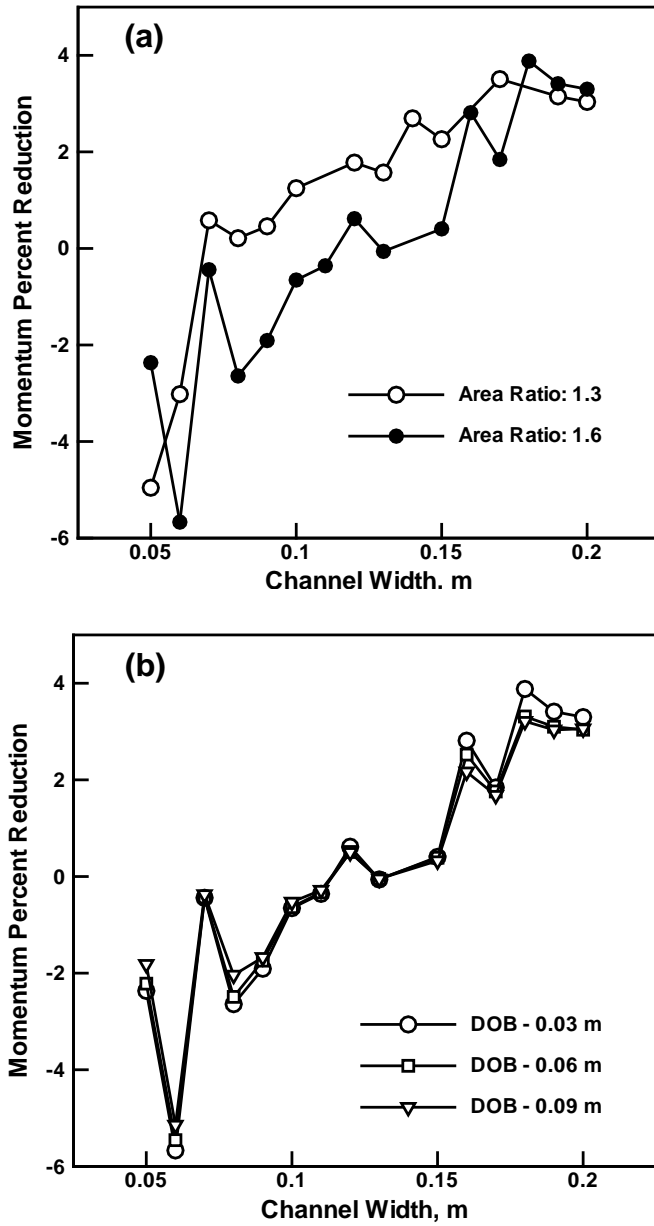 (a)
Momentum Percent Reduction
4
2
0
-2
-4
-6
Area Ratio: 1.3
Area Ratio: 1.6
0.05 0.1 0.15 0.2
Channel Width. m
(b)
Momentum Percent Reduction
4
2
0
-2
-4
-6
DOB - 0.03 m
DOB - 0.06 m
DOB - 0.09 m
0.05 0.1 0.15 0.2
Channel Width, m